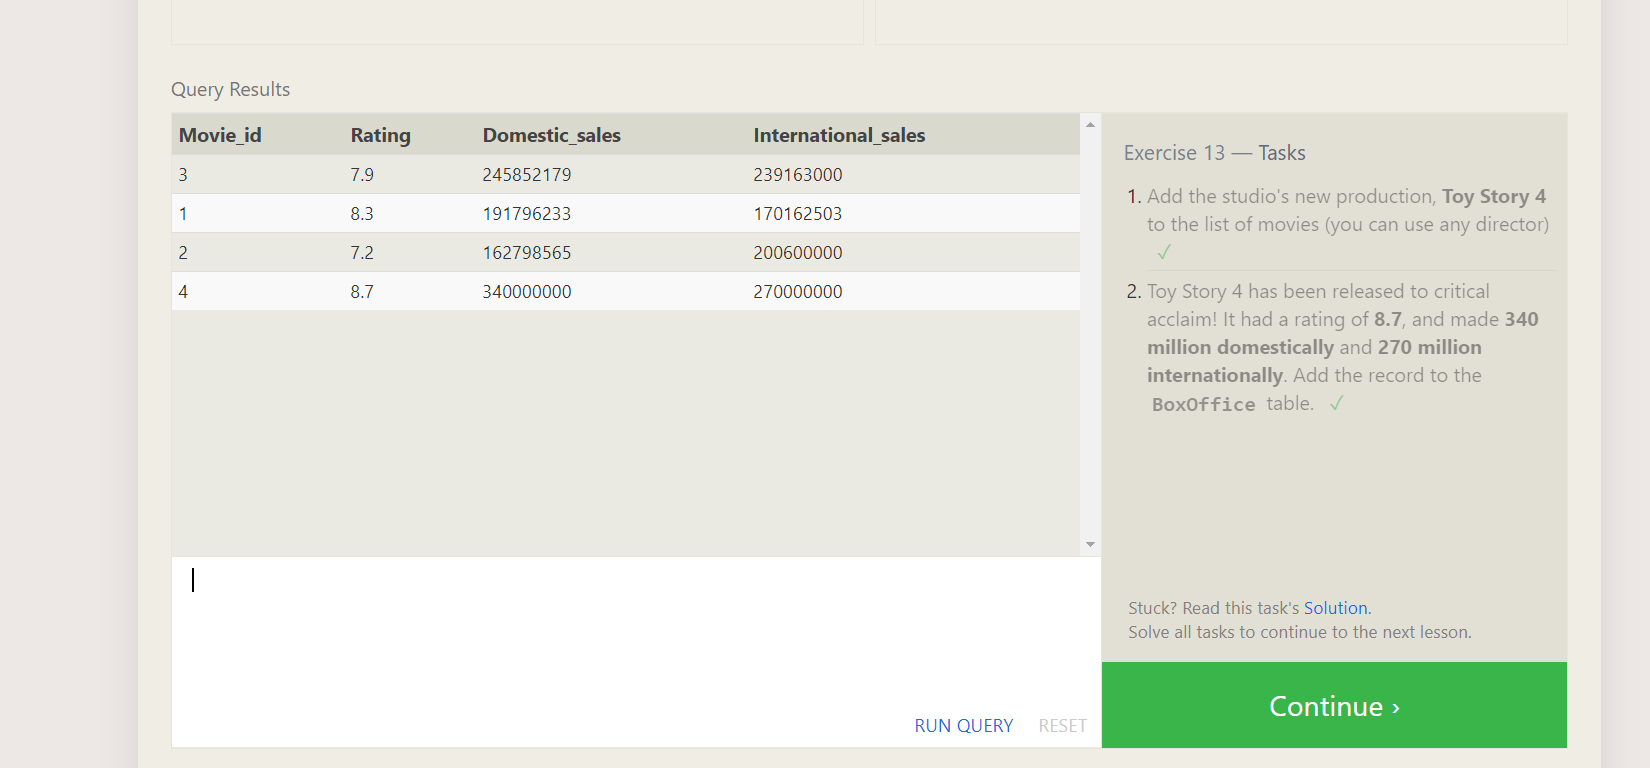 Query Results
Movie_id Rating Domestic_sales International_sales
3 7.9 245852179 239163000
1 8.3 191796233 170162503
2 7.2 162798565 200600000
4 8.7 340000000 270000000
RUN QUERY RESET
Exercise 13 — Tasks
1. Add the studio's new production, Toy Story 4
to the list of movies (you can use any director)
✓
2. Toy Story 4 has been released to critical
acclaim! It had a rating of 8.7, and made 340
million domestically and 270 million
internationally. Add the record to the
BoxOffice table. ✓
Stuck? Read this task's Solution.
Solve all tasks to continue to the next lesson.
Continue ›